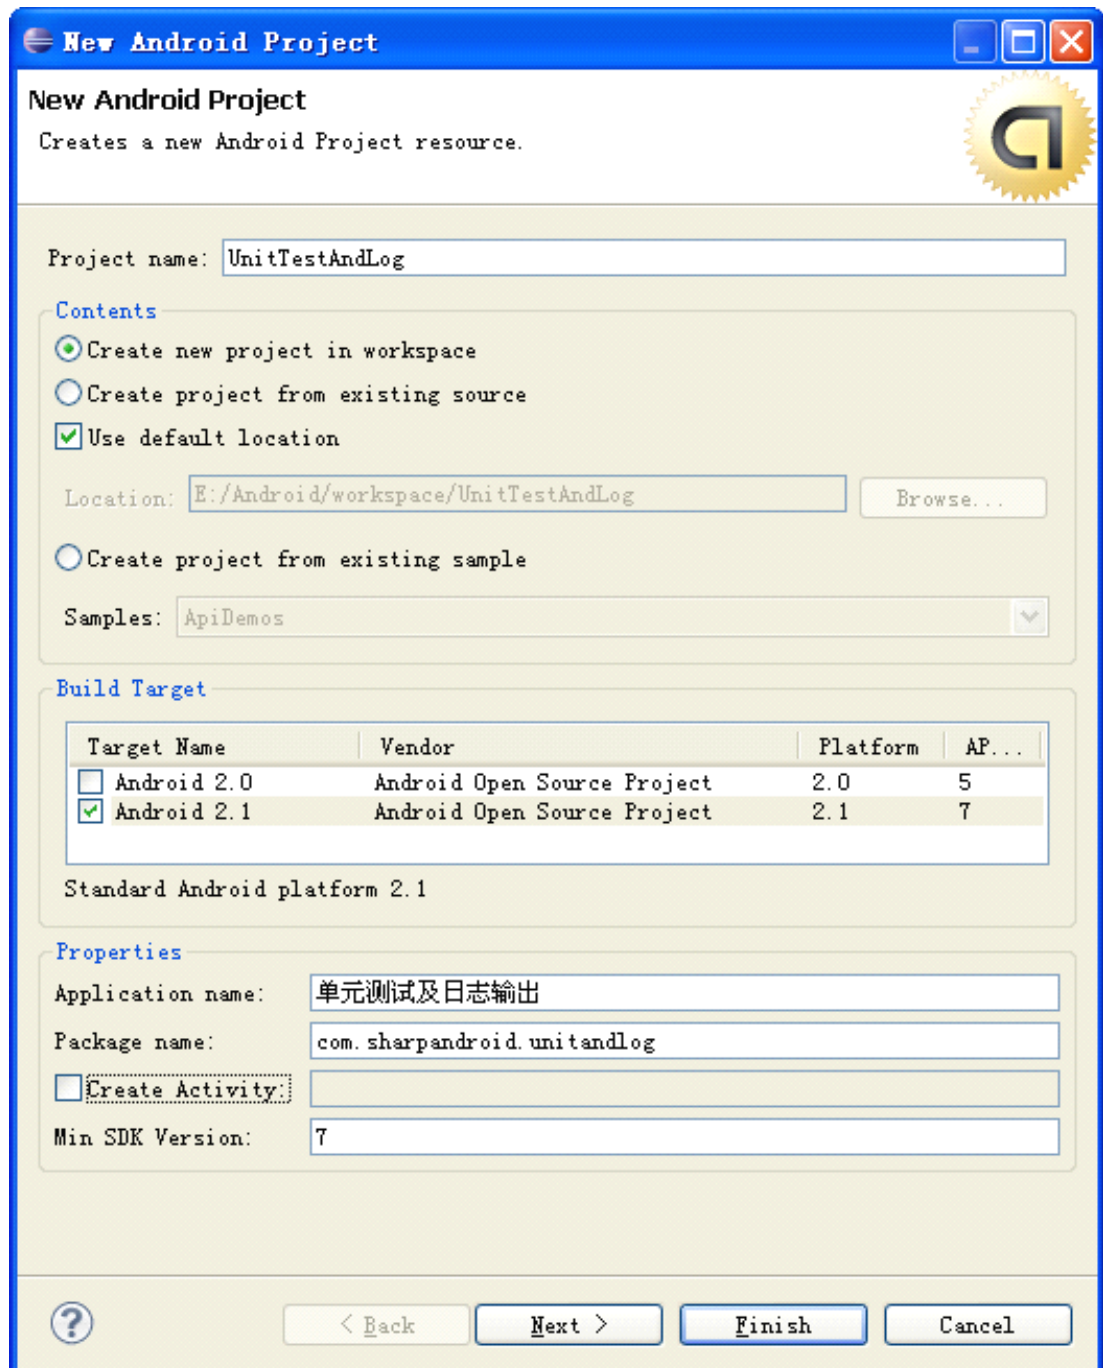 New Android Project
New Android Project
Creates a new Android Project resource.
Project name: UnitTestAndLog
Contents
Create new project in workspace
Create project from existing source
Use default location
Location: E:/Android/workspace/UnitTestAndLog Browse...
Create project from existing sample
Samples: ApiDemos
Build Target
Target Name Vendor Platform AP...
Android 2.0 Android Open Source Project 2.0 5
Android 2.1 Android Open Source Project 2.1 7
Standard Android platform 2.1
Properties
Application name: 单元测试及日志输出
Package name: com.sharpandroid.unitandlog
Create Activity:
Min SDK Version: 7
? < Back Next > Finish Cancel